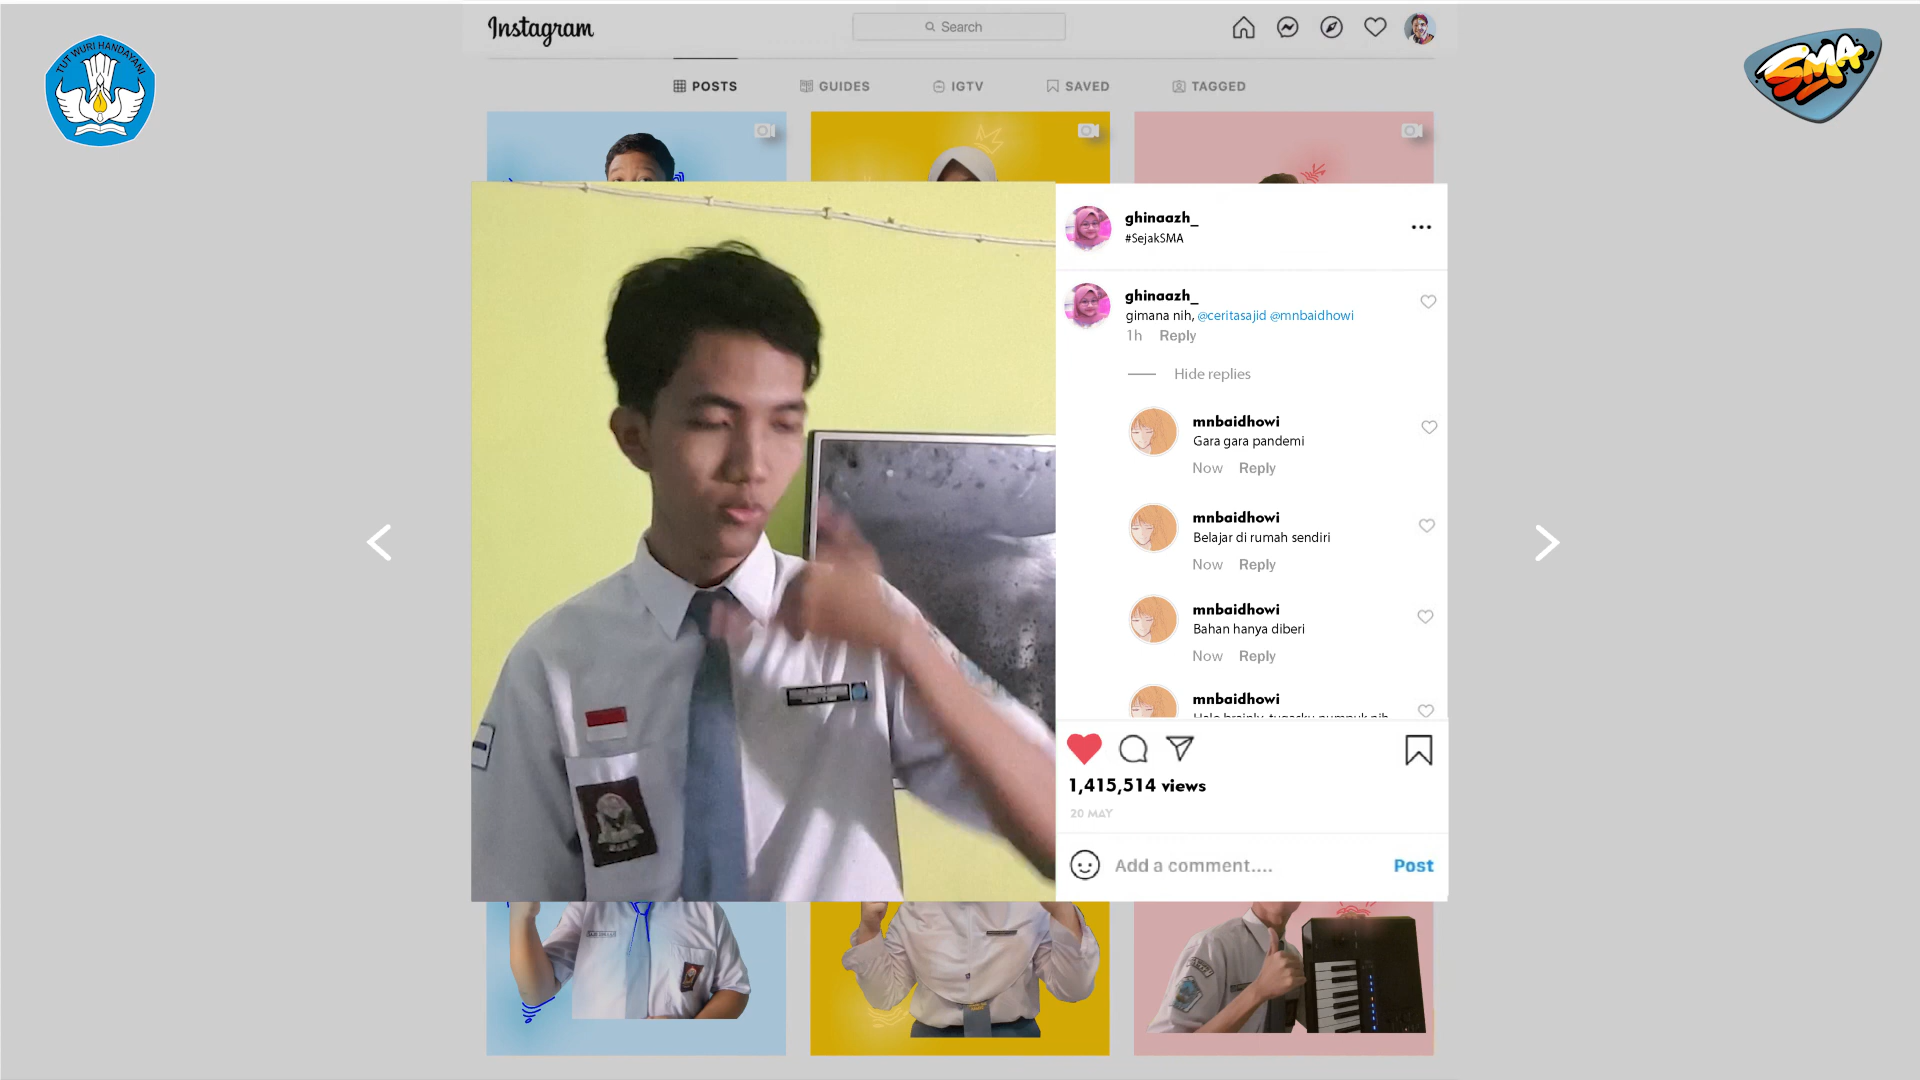 Instagram
Search
TUT WURI HANDAYANI
SMA
POSTS
GUIDES
IGTV
SAVED
TAGGED
ghinaazh_
#SejakSMA
ghinaazh_
gimana nih, @ceritasajid @mnbaidhowi
1h Reply
Hide replies
mnbaidhowi
Gara gara pandemi
Now Reply
mnbaidhowi
Belajar di rumah sendiri
Now Reply
mnbaidhowi
Bahan hanya diberi
Now Reply
mnbaidhowi
1,415,514 views
20 MAY
Add a comment....
Post